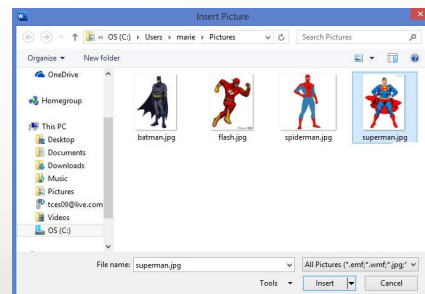 Insert Picture
« OS (C:) › Users › marie › Pictures
Search Pictures
Organize
New folder
OneDrive
Homegroup
This PC
Desktop
Documents
Downloads
Music
Pictures
tces09@live.com
Videos
OS (C:)
batman.jpg
flash.jpg
spiderman.jpg
superman.jpg
File name: superman.jpg
All Pictures (*.emf;*.wmf;*.jpg;*
Tools
Insert
Cancel